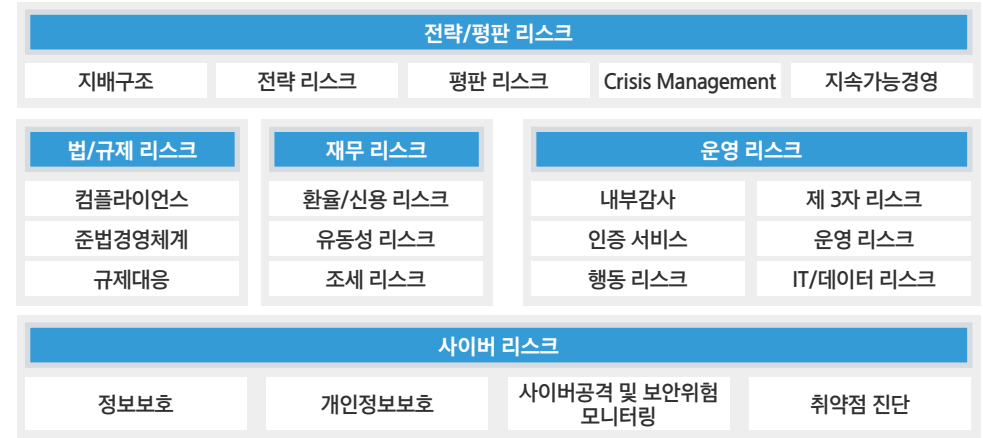 전략/평판 리스크
지배구조
전략 리스크
평판 리스크
Crisis Management
지속가능경영
법/규제 리스크
컴플라이언스
준법경영체계
규제대응
재무 리스크
환율/신용 리스크
유동성 리스크
조세 리스크
운영 리스크
내부감사
제 3자 리스크
인증 서비스
운영 리스크
행동 리스크
IT/데이터 리스크
사이버 리스크
정보보호
개인정보보호
사이버공격 및 보안위험
모니터링
취약점 진단